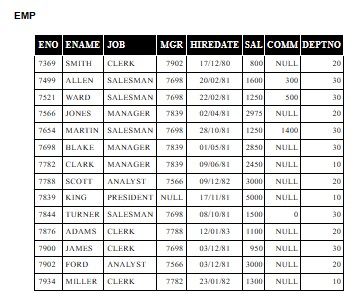 EMP
ENO ENAME JOB MGR HIREDATE SAL COMM DEPTNO
7369 SMITH CLERK 7902 17/12/80 800 NULL 20
7499 ALLEN SALESMAN 7698 20/02/81 1600 300 30
7521 WARD SALESMAN 7698 22/02/81 1250 500 30
7566 JONES MANAGER 7839 02/04/81 2975 NULL 20
7654 MARTIN SALESMAN 7698 28/10/81 1250 1400 30
7698 BLAKE MANAGER 7839 01/05/81 2850 NULL 30
7782 CLARK MANAGER 7839 09/06/81 2450 NULL 10
7788 SCOTT ANALYST 7566 09/12/82 3000 NULL 20
7839 KING PRESIDENT NULL 17/11/81 5000 NULL 10
7844 TURNER SALESMAN 7698 08/10/81 1500 0 30
7876 ADAMS CLERK 7788 12/01/83 1100 NULL 20
7900 JAMES CLERK 7698 03/12/81 950 NULL 30
7902 FORD ANALYST 7566 03/12/81 3000 NULL 20
7934 MILLER CLERK 7782 23/01/82 1300 NULL 10